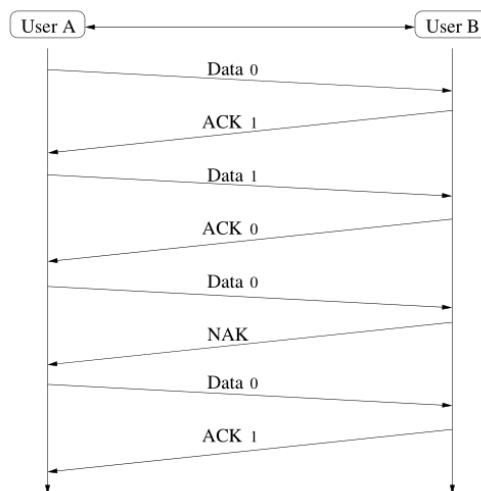 User A User B
Data 0
ACK 1
Data 1
ACK 0
Data 0
NAK
Data 0
ACK 1